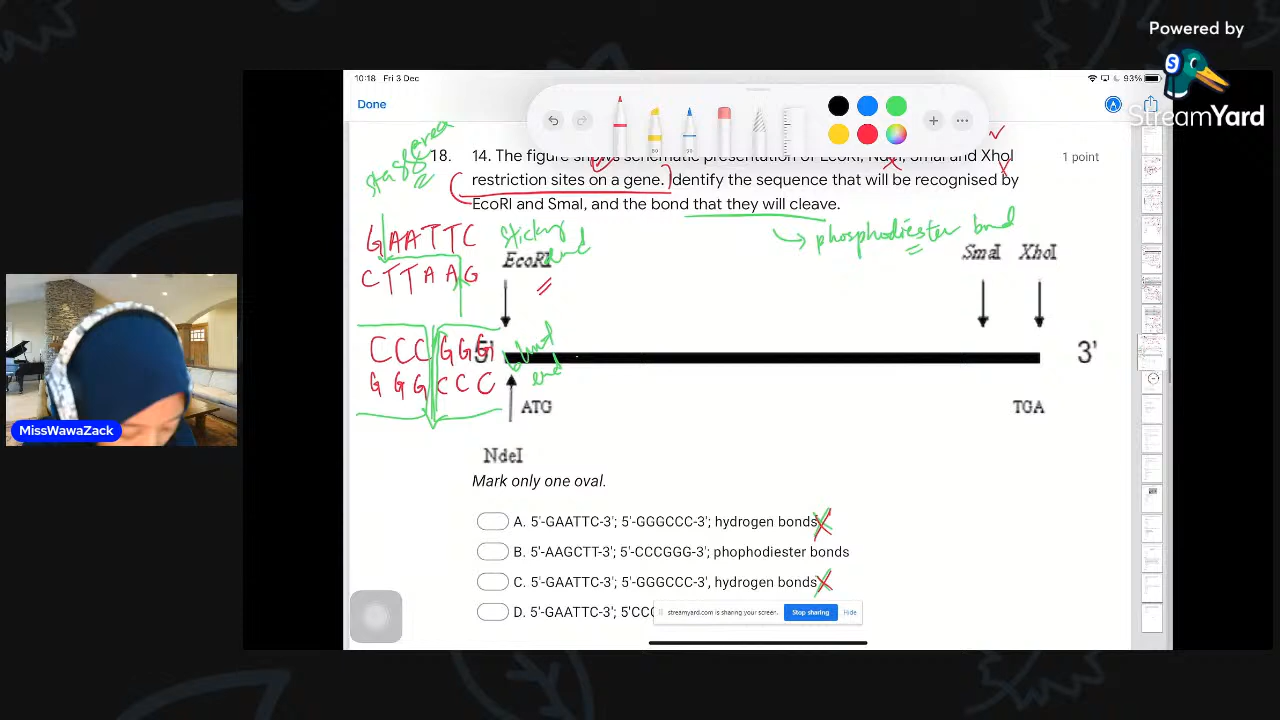 Powered by
StreamYard
10:18 Fri 3 Dec
93%
Done
staggered
18.
14. The figure shows schematic presentation of EcoRI, NdeI, SmaI and XhoI
1 point
restriction sites on a gene. Identify the sequence that will be recognised by
EcoRI and SmaI, and the bond that they will cleave.
phosphodiester bond
GAATTC
CTTAAG
sticky end
EcoRI
SmaI
XhoI
CCCGGG
GGGCCC
blunt end
5'
3'
ATG
TGA
NdeI
Mark only one oval.
A. 5'-GAATTC-3'; 5'-GGGCCC-3', hydrogen bonds
B. 5'-AAGCTT-3'; 5'-CCCGGG-3'; phophodiester bonds
C. 5'-GAATTC-3'; 5'-GGGCCC-3', hydrogen bonds
D. 5'-GAATTC-3'; 5'CCC
streamyard.com is sharing your screen.
Stop sharing
Hide
MissWawaZack